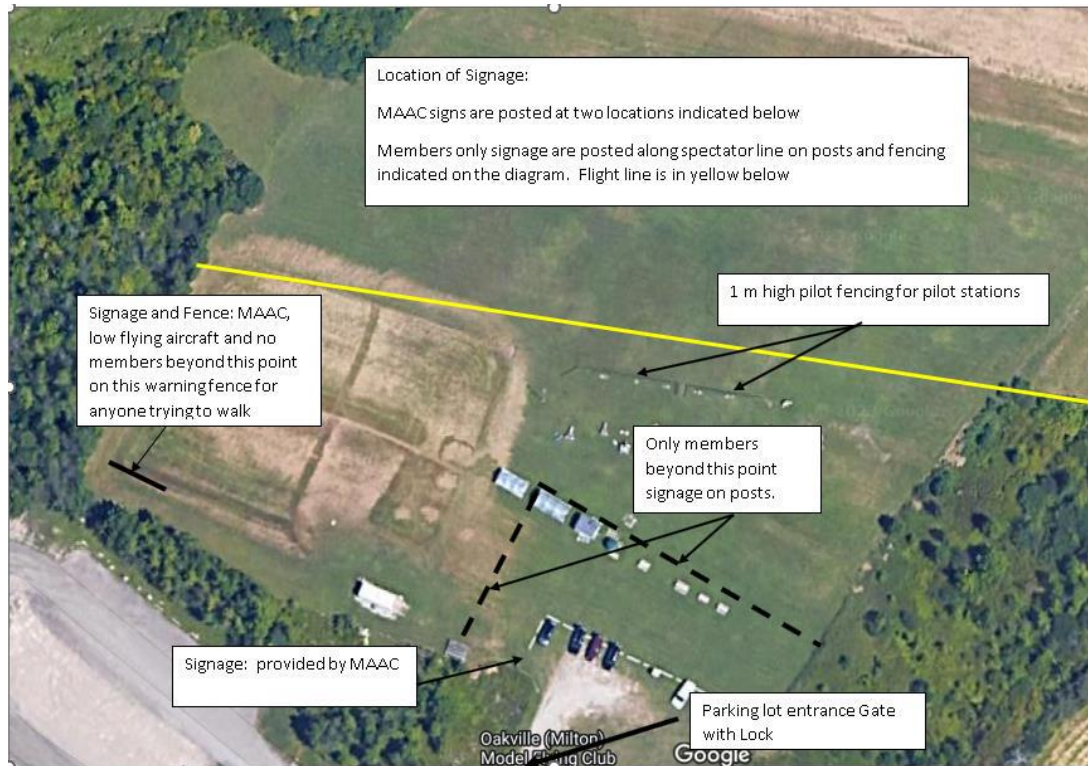 Location of Signage:
MAAC signs are posted at two locations indicated below
Members only signage are posted along spectator line on posts and fencing
indicated on the diagram.  Flight line is in yellow below
1 m high pilot fencing for pilot stations
Signage and Fence: MAAC,
low flying aircraft and no
members beyond this point
on this warning fence for
anyone trying to walk
Only members
beyond this point
signage on posts.
Signage:  provided by MAAC
Parking lot entrance Gate
with Lock
Oakville (Milton)
Model Flying Club
Google